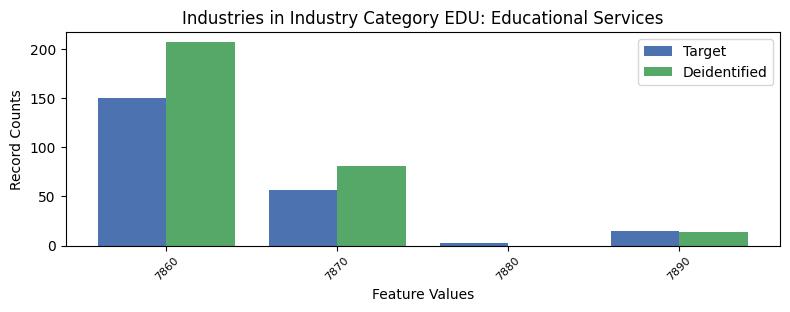 Industries in Industry Category EDU: Educational Services
Target
Deidentified
Record Counts
200
150
100
50
0
7860
7870
7880
7890
Feature Values